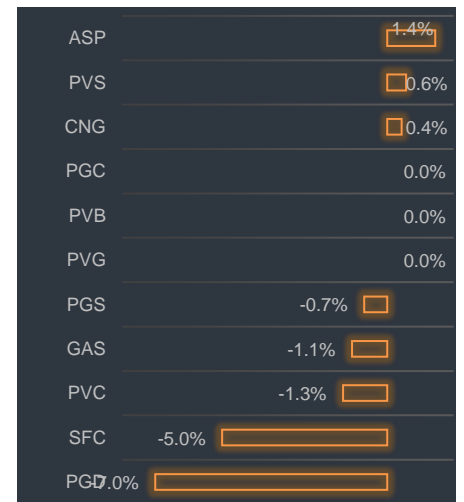 ASP 1.4%
PVS 0.6%
CNG 0.4%
PGC 0.0%
PVB 0.0%
PVG 0.0%
PGS -0.7%
GAS -1.1%
PVC -1.3%
SFC -5.0%
PGD -7.0%